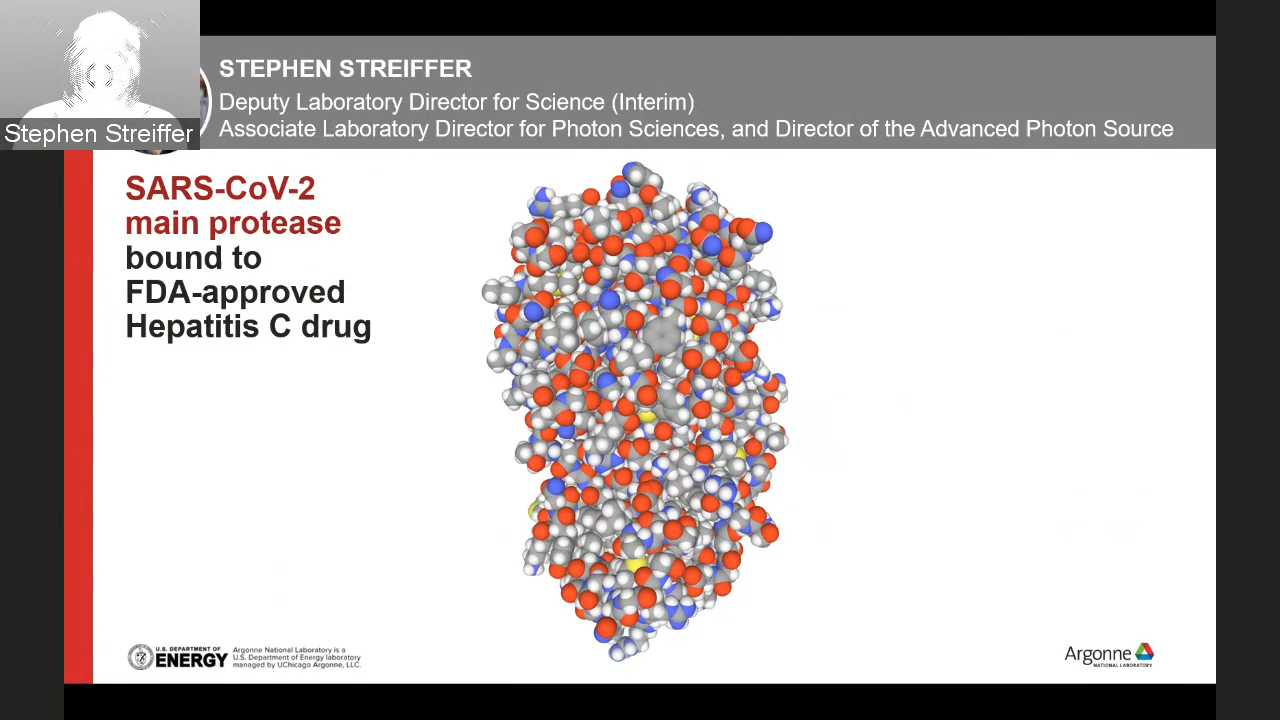 STEPHEN STREIFFER
Deputy Laboratory Director for Science (Interim)
Associate Laboratory Director for Photon Sciences, and Director of the Advanced Photon Source
Stephen Streiffer
SARS-CoV-2
main protease
bound to
FDA-approved
Hepatitis C drug
U.S. DEPARTMENT OF
ENERGY
Argonne National Laboratory is a
U.S. Department of Energy laboratory
managed by UChicago Argonne, LLC.
Argonne
NATIONAL LABORATORY